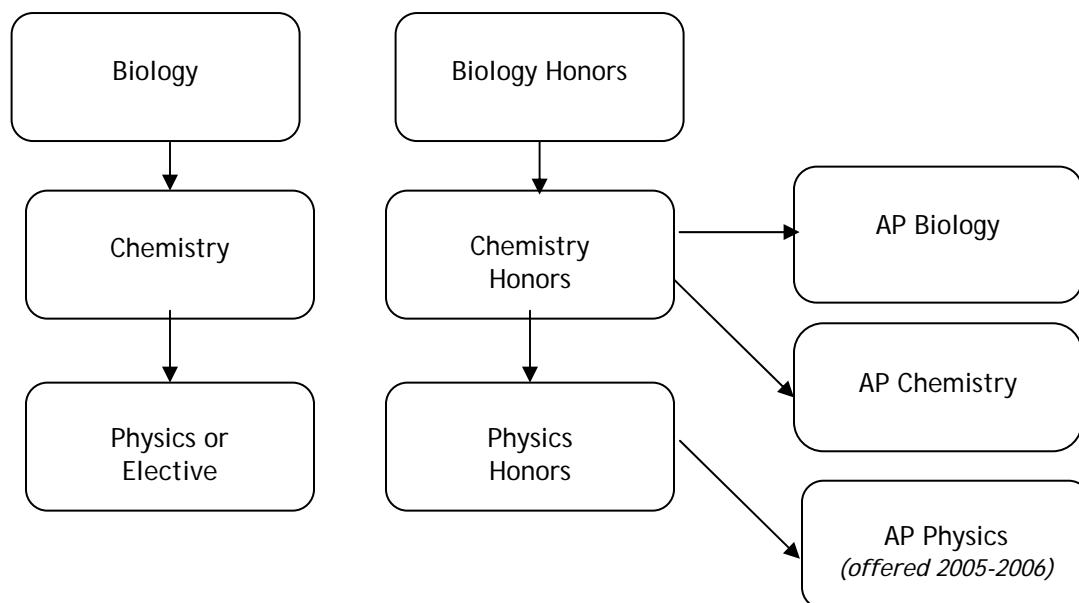 Biology
Biology Honors
Chemistry
Chemistry
Honors
AP Biology
AP Chemistry
Physics or
Elective
Physics
Honors
AP Physics
(offered 2005-2006)